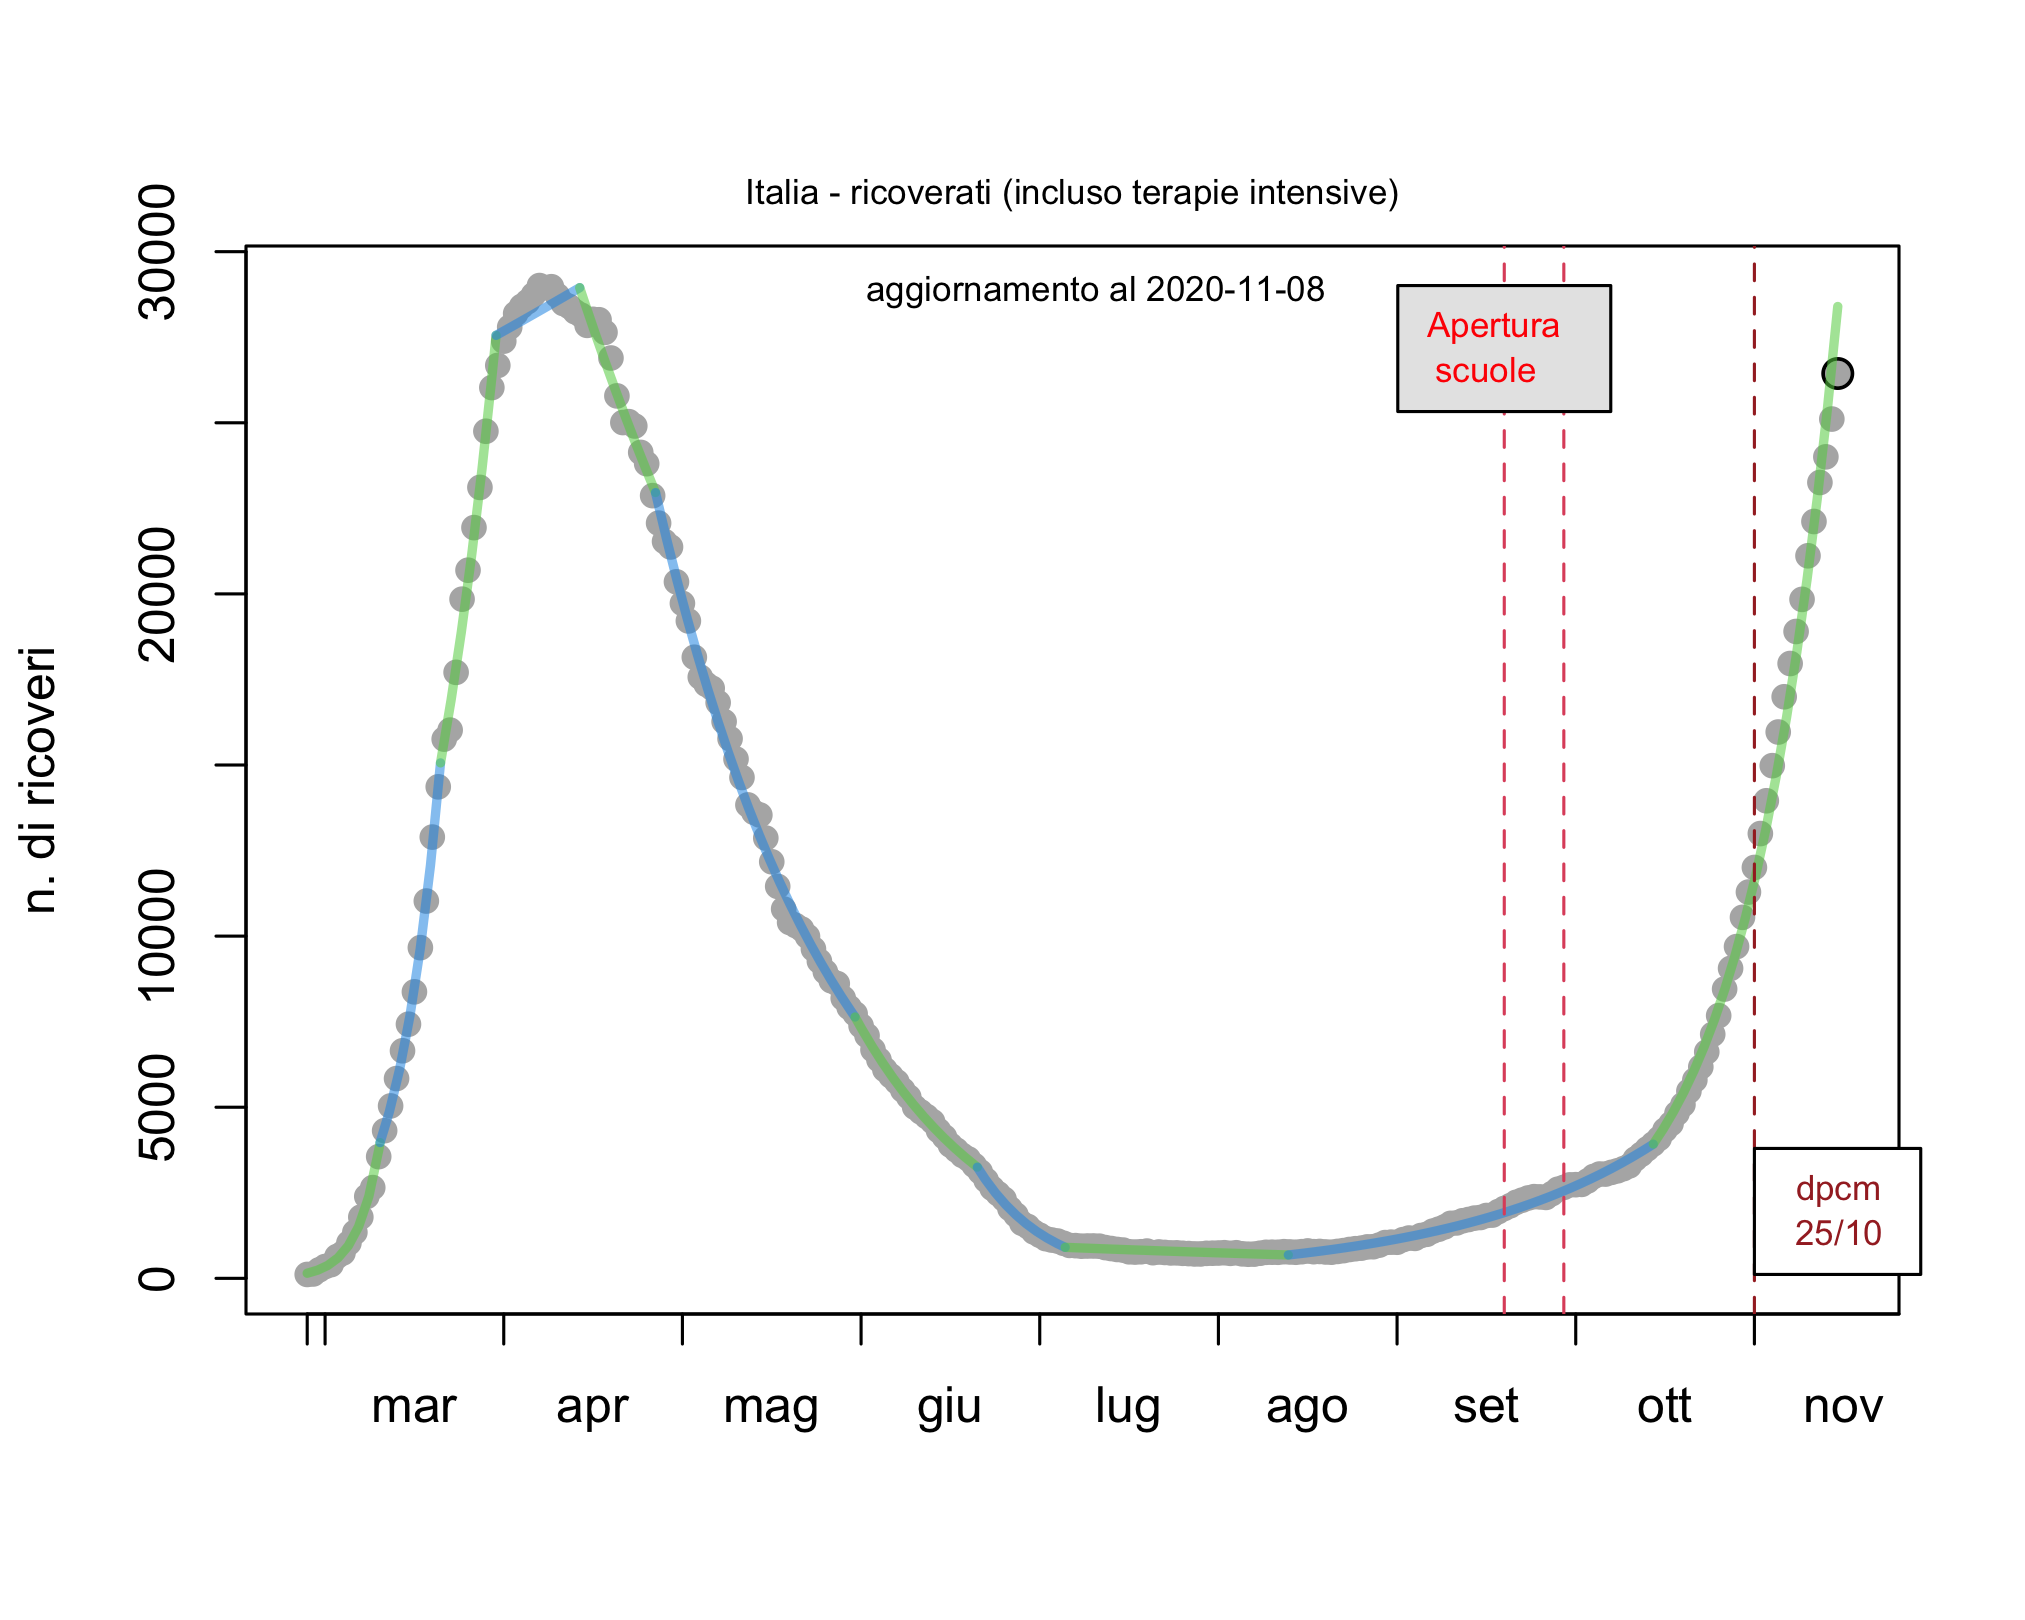 Italia - ricoverati (incluso terapie intensive)
aggiornamento al 2020-11-08
Apertura
scuole
dpcm
25/10
n. di ricoveri
30000
20000
10000
5000
0
mar apr mag giu lug ago set ott nov